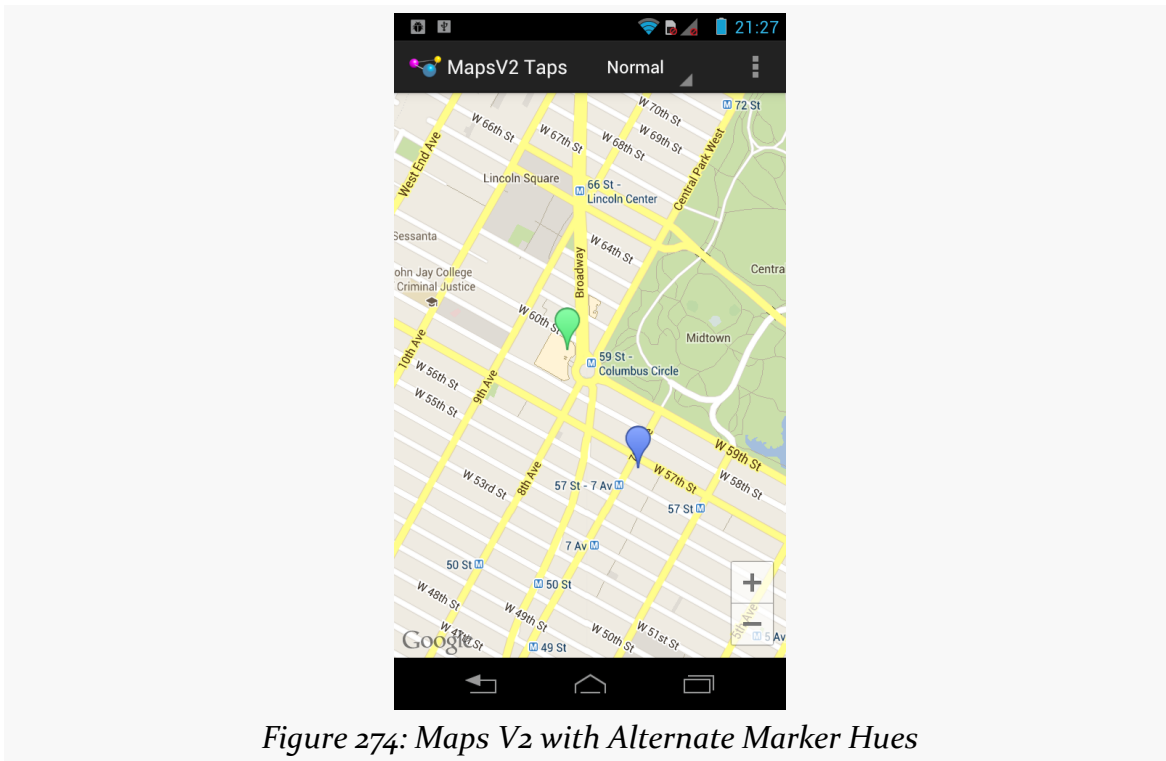 21:27
MapsV2 Taps
Normal
W 70th St
72 St
W 66th St
W 67th St
W 68th St
W 69th St
West End Ave
Central Park West
Lincoln Square
66 St -
Lincoln Center
Sessanta
W 64th St
Broadway
Centra
ohn Jay College
Criminal Justice
W 60th St
Midtown
10th Ave
59 St -
Columbus Circle
W 56th St
9th Ave
W 55th St
W 59th St
W 53rd St
8th Ave
57 St - 7 Av
W 57th St
W 58th St
57 St
7 Av
50 St
50 St
W 48th St
W 49th St
5th Ave
W 50th St
W 51st St
5 Av
Google
49 St
Figure 274: Maps V2 with Alternate Marker Hues